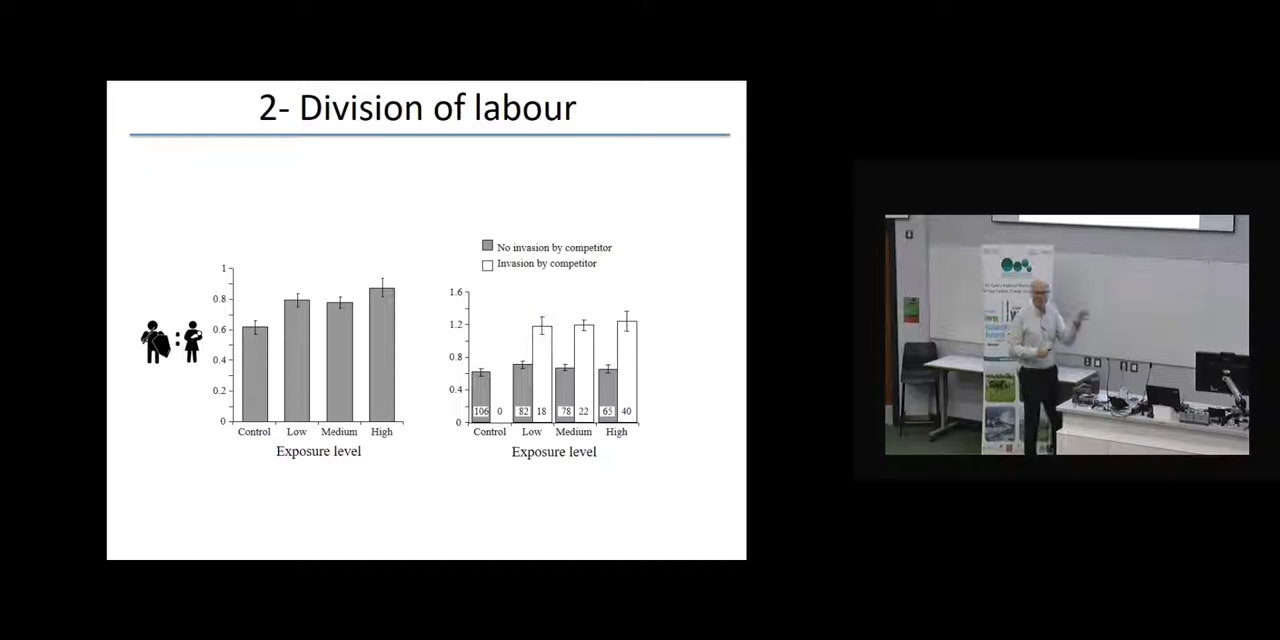 2- Division of labour
No invasion by competitor
Invasion by competitor
1
0.8
0.6
0.4
0.2
0
Control Low Medium High
Exposure level
1.6
1.2
0.8
0.4
0
106 0 82 18 78 22 65 40
Control Low Medium High
Exposure level